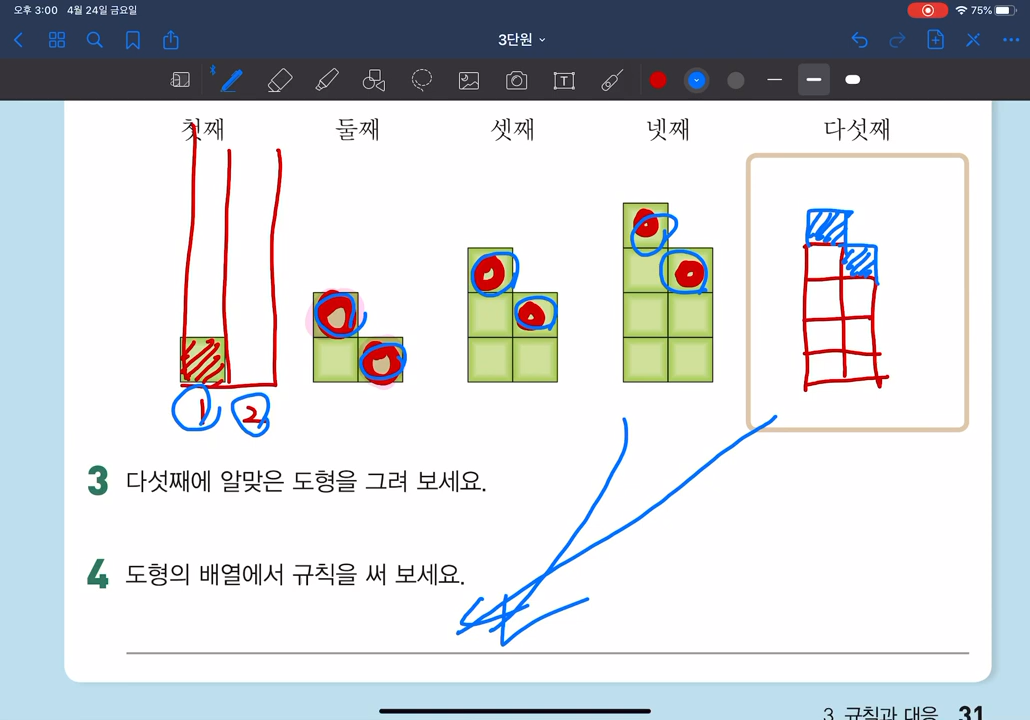 오후 3:00 4월 24일 금요일
75%
3단원
T
첫째 둘째 셋째 넷째 다섯째
1 2
3 다섯째에 알맞은 도형을 그려 보세요.
4 도형의 배열에서 규칙을 써 보세요.
3. 규칙과 대응 31